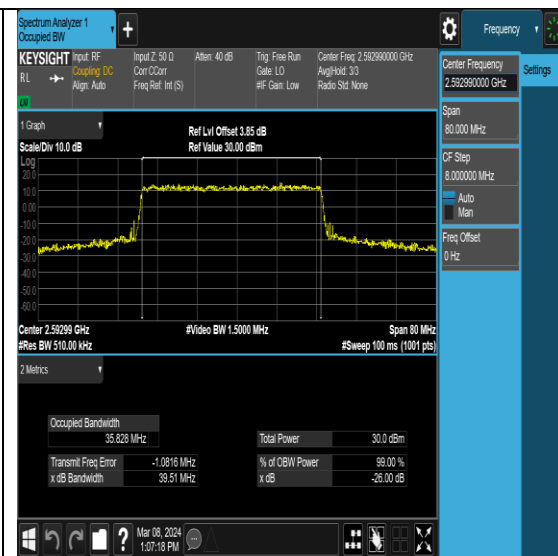 Spectrum Analyzer 1
Occupied BW
+
Frequency
KEYSIGHT
Input: RF
Coupling: DC
Align: Auto
Input Z: 50 Ω
Corr CCorr
Freq Ref: Int (S)
Atten: 40 dB
Trig: Free Run
Gate: LO
#IF Gain: Low
Center Freq: 2.592990000 GHz
Avg|Hold: 3/3
Radio Std: None
RL
LXI
Center Frequency
2.592990000 GHz
Settings
Span
80.000 MHz
CF Step
8.000000 MHz
Auto
Man
Freq Offset
0 Hz
1 Graph
Scale/Div 10.0 dB
Ref Lvl Offset 3.85 dB
Ref Value 30.00 dBm
Log
20.0
10.0
0.00
-10.0
-20.0
-30.0
-40.0
-50.0
-60.0
Center 2.59299 GHz
#Res BW 510.00 kHz
#Video BW 1.5000 MHz
Span 80 MHz
#Sweep 100 ms (1001 pts)
2 Metrics
Occupied Bandwidth
35.828 MHz
Total Power 30.0 dBm
Transmit Freq Error -1.0816 MHz
% of OBW Power 99.00 %
x dB Bandwidth 39.51 MHz
x dB -26.00 dB
?
Mar 08, 2024
1:07:18 PM